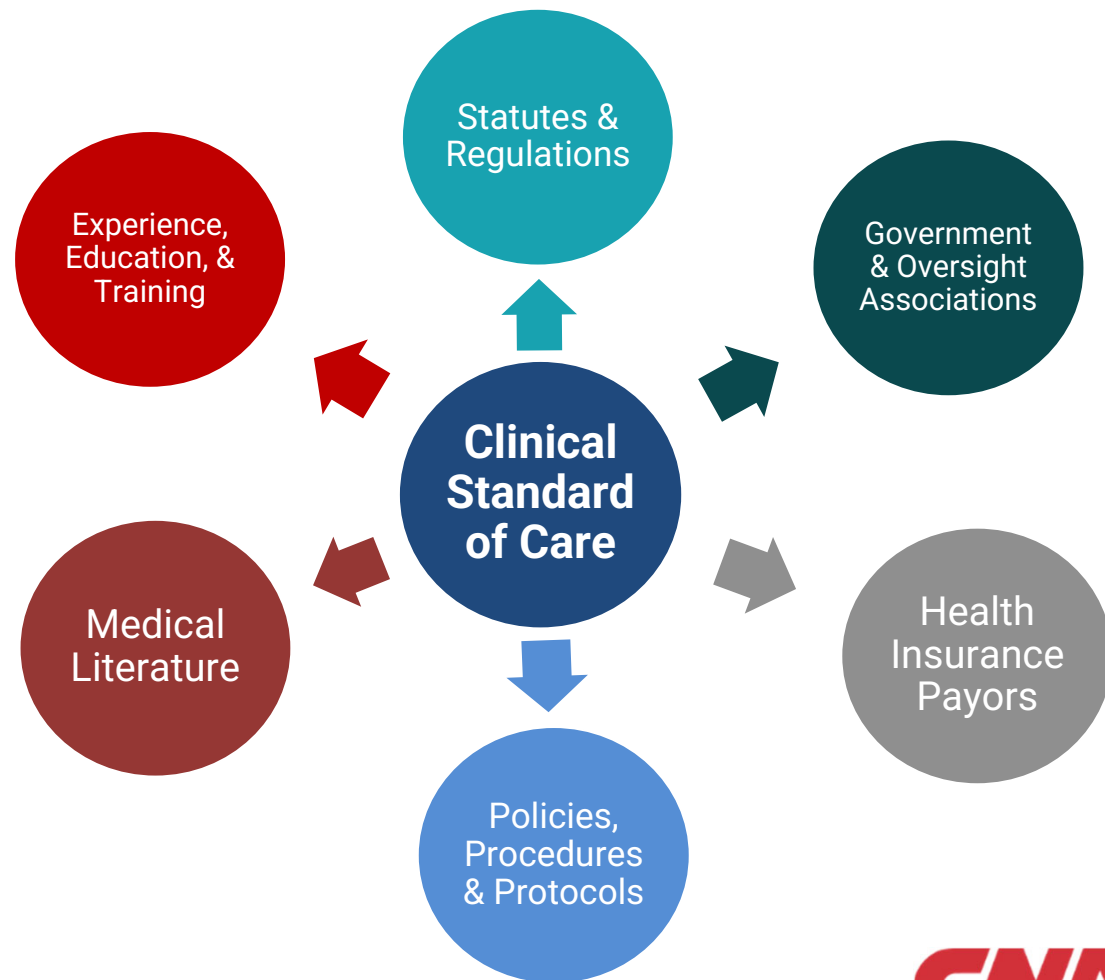 Statutes &
Regulations
Experience,
Education, &
Training
Government
& Oversight
Associations
Clinical
Standard
of Care
Medical
Literature
Health
Insurance
Payors
Policies,
Procedures
& Protocols